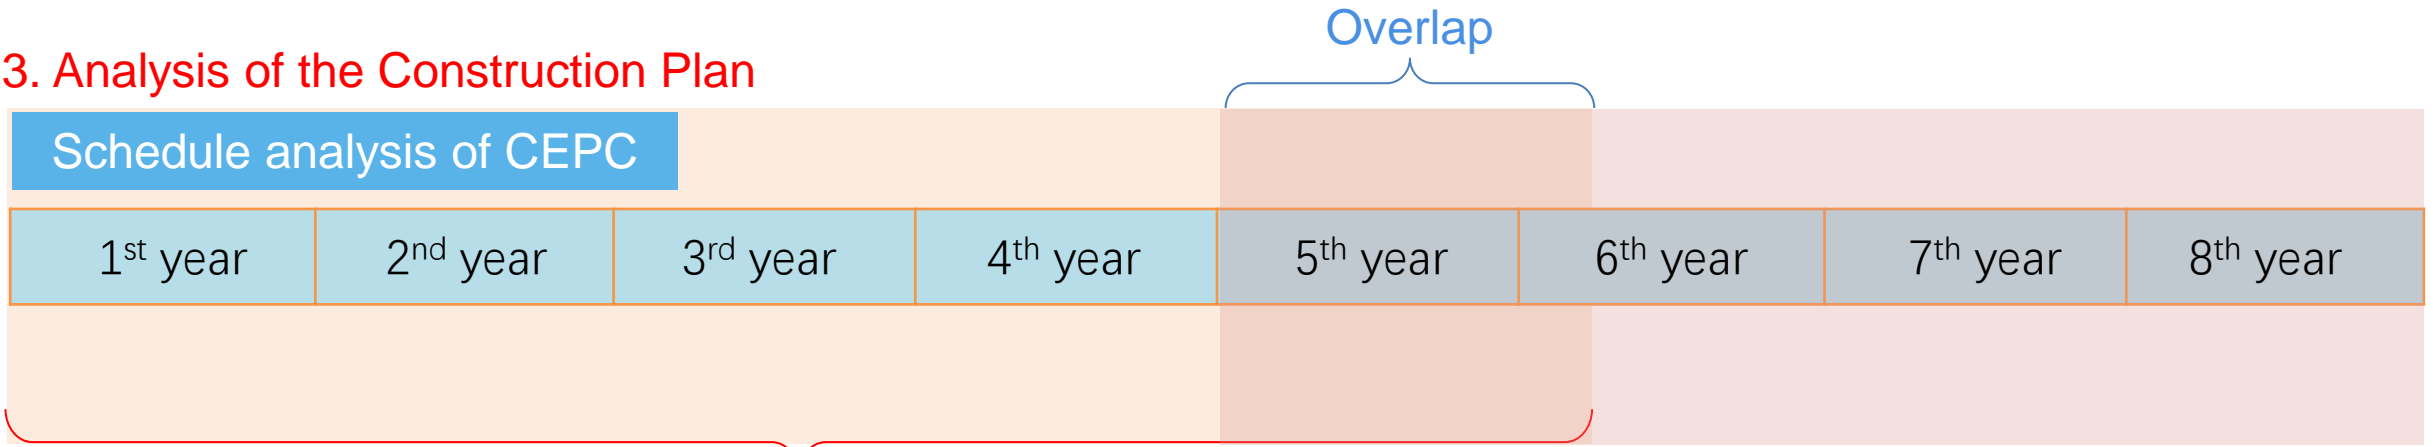 Overlap
3. Analysis of the Construction Plan
Schedule analysis of CEPC
1st year 2nd year 3rd year 4th year 5th year 6th year 7th year 8th year